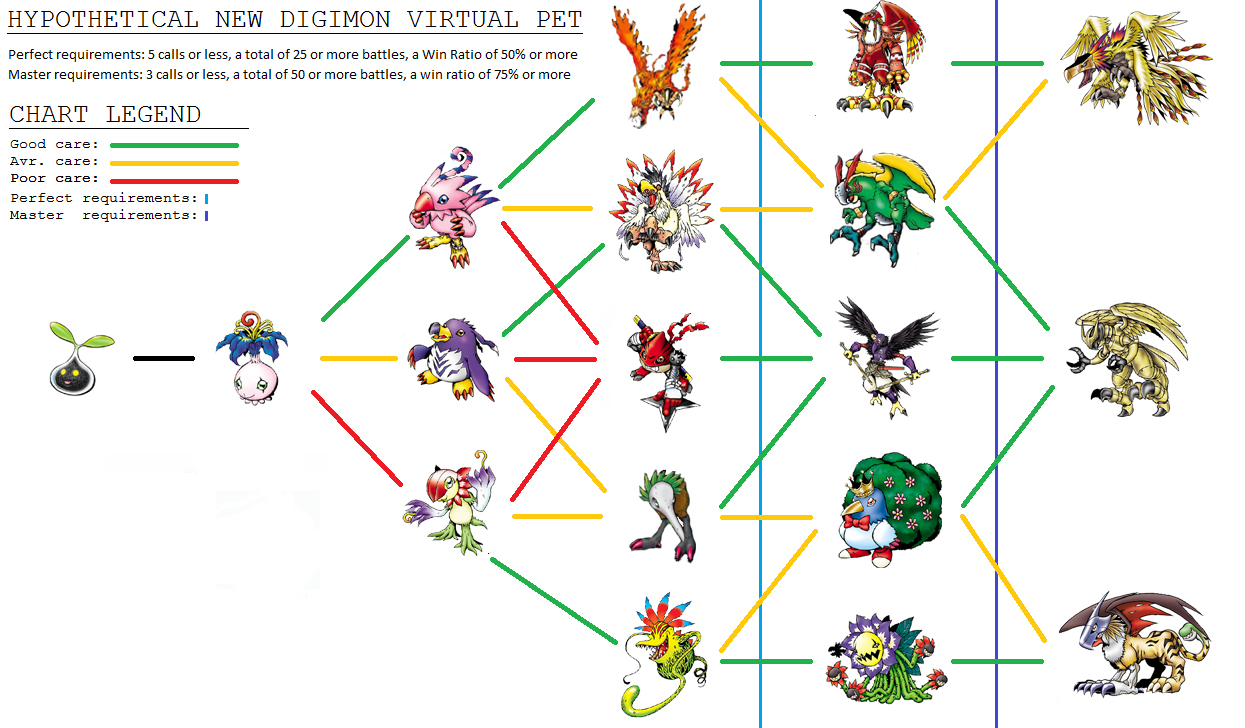 HYPOTHETICAL NEW DIGIMON VIRTUAL PET
Perfect requirements: 5 calls or less, a total of 25 or more battles, a Win Ratio of 50% or more
Master requirements: 3 calls or less, a total of 50 or more battles, a win ratio of 75% or more
CHART LEGEND
Good care:
Avr. care:
Poor care:
Perfect requirements:
Master requirements: